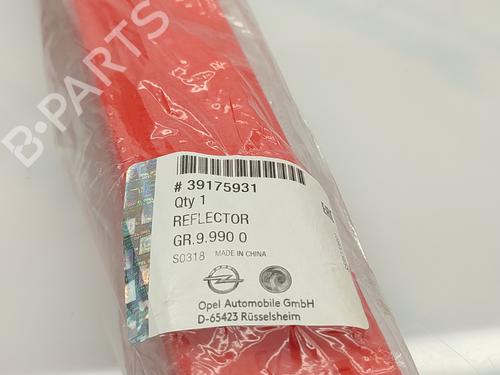 B-PARTS
# 39175931
Qty 1
REFLECTOR
GR.9.990 0
S0318 MADE IN CHINA
Opel Automobile GmbH
D-65423 Rüsselsheim